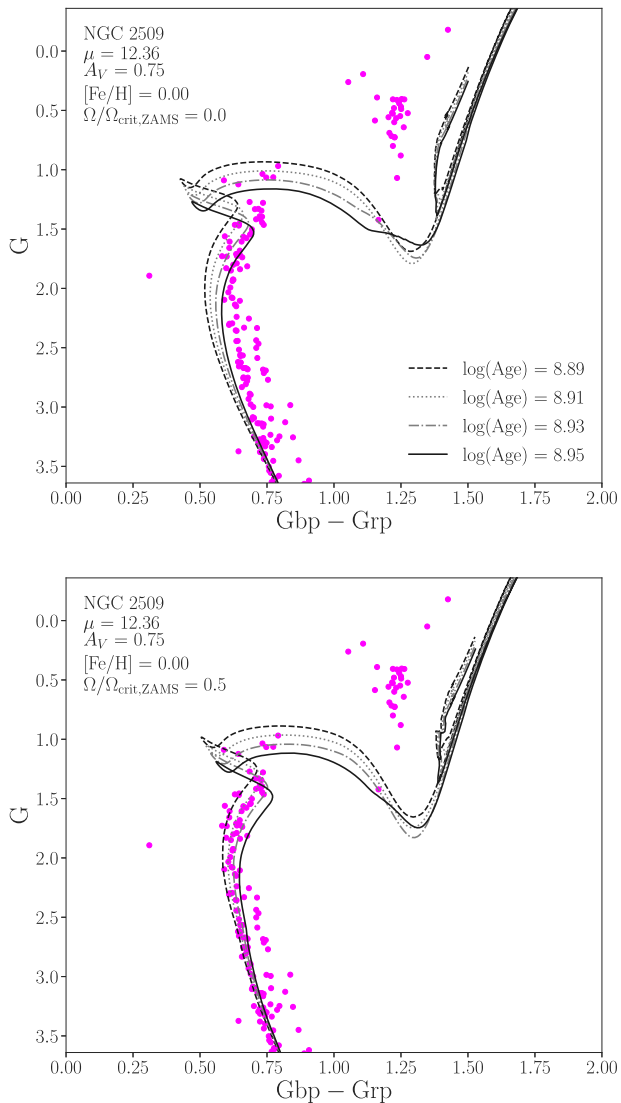 NGC 2509
μ = 12.36
A_V = 0.75
[Fe/H] = 0.00
Ω/Ω_crit,ZAMS = 0.0
0.0
0.5
1.0
1.5
2.0
2.5
3.0
3.5
G
log(Age) = 8.89
log(Age) = 8.91
log(Age) = 8.93
log(Age) = 8.95
0.00 0.25 0.50 0.75 1.00 1.25 1.50 1.75 2.00
Gbp − Grp
NGC 2509
μ = 12.36
A_V = 0.75
[Fe/H] = 0.00
Ω/Ω_crit,ZAMS = 0.5
0.0
0.5
1.0
1.5
2.0
2.5
3.0
3.5
G
0.00 0.25 0.50 0.75 1.00 1.25 1.50 1.75 2.00
Gbp − Grp